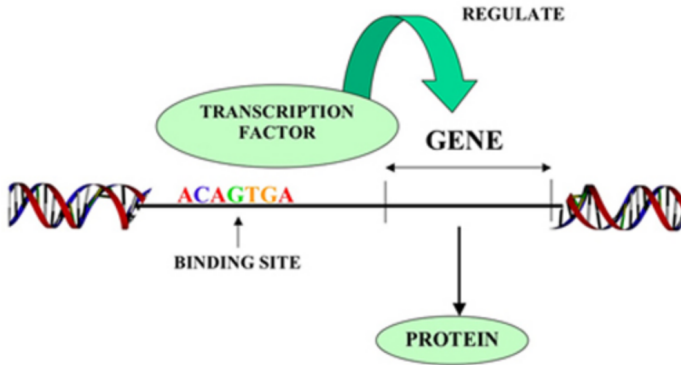 REGULATE
TRANSCRIPTION
FACTOR
GENE
ACAGTGA
BINDING SITE
PROTEIN